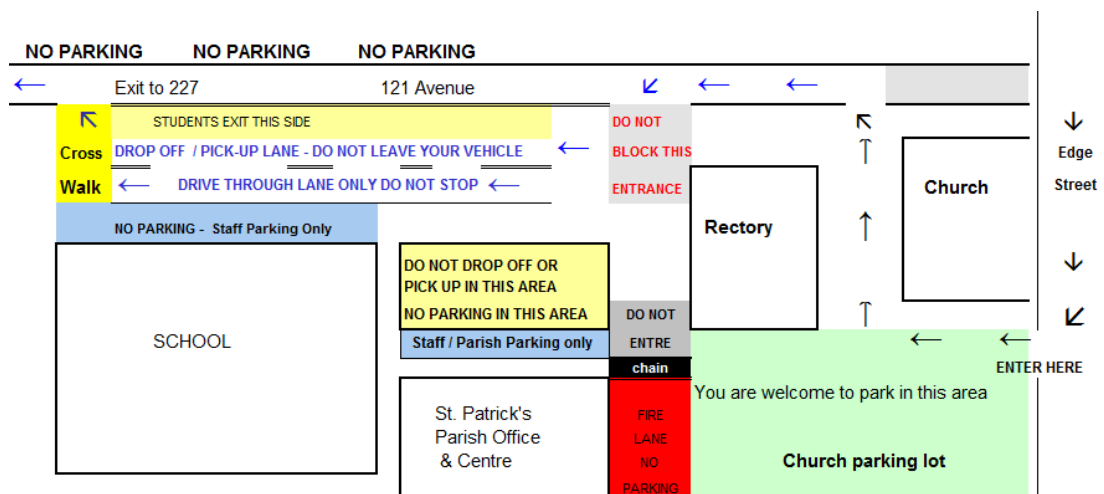 NO PARKING NO PARKING NO PARKING
Exit to 227 121 Avenue
STUDENTS EXIT THIS SIDE
DO NOT
Cross
DROP OFF / PICK-UP LANE - DO NOT LEAVE YOUR VEHICLE
BLOCK THIS
Edge
Walk
DRIVE THROUGH LANE ONLY DO NOT STOP
ENTRANCE
Church
Street
NO PARKING - Staff Parking Only
Rectory
DO NOT DROP OFF OR
PICK UP IN THIS AREA
NO PARKING IN THIS AREA
DO NOT
SCHOOL
Staff / Parish Parking only
ENTRE
chain
ENTER HERE
You are welcome to park in this area
St. Patrick's
Parish Office
& Centre
FIRE
LANE
NO
PARKING
Church parking lot